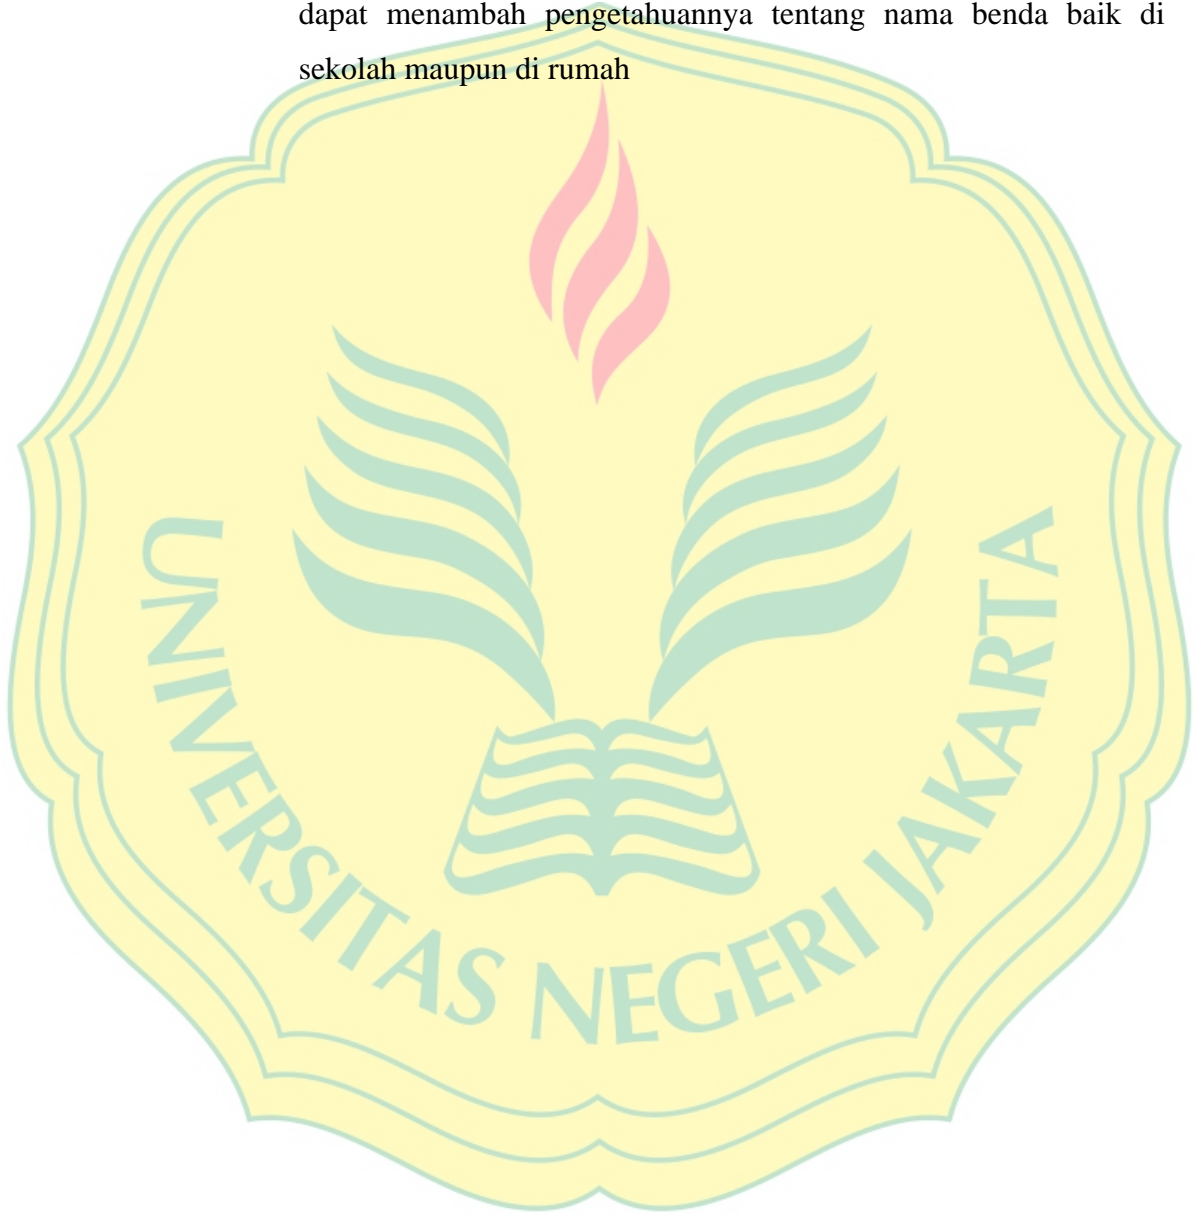 dapat menambah pengetahuannya tentang nama benda baik di
sekolah maupun di rumah
UNIVERSITAS NEGERI JAKARTA